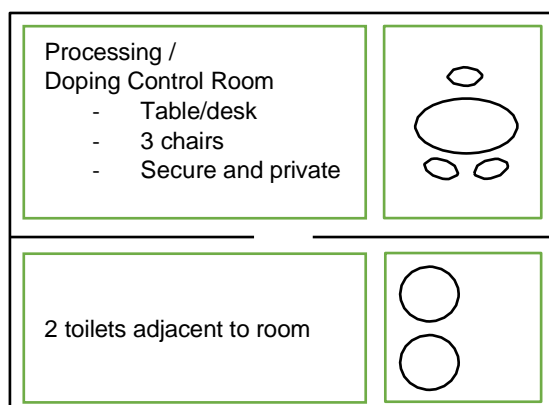 Processing /
Doping Control Room
- Table/desk
- 3 chairs
- Secure and private
2 toilets adjacent to room